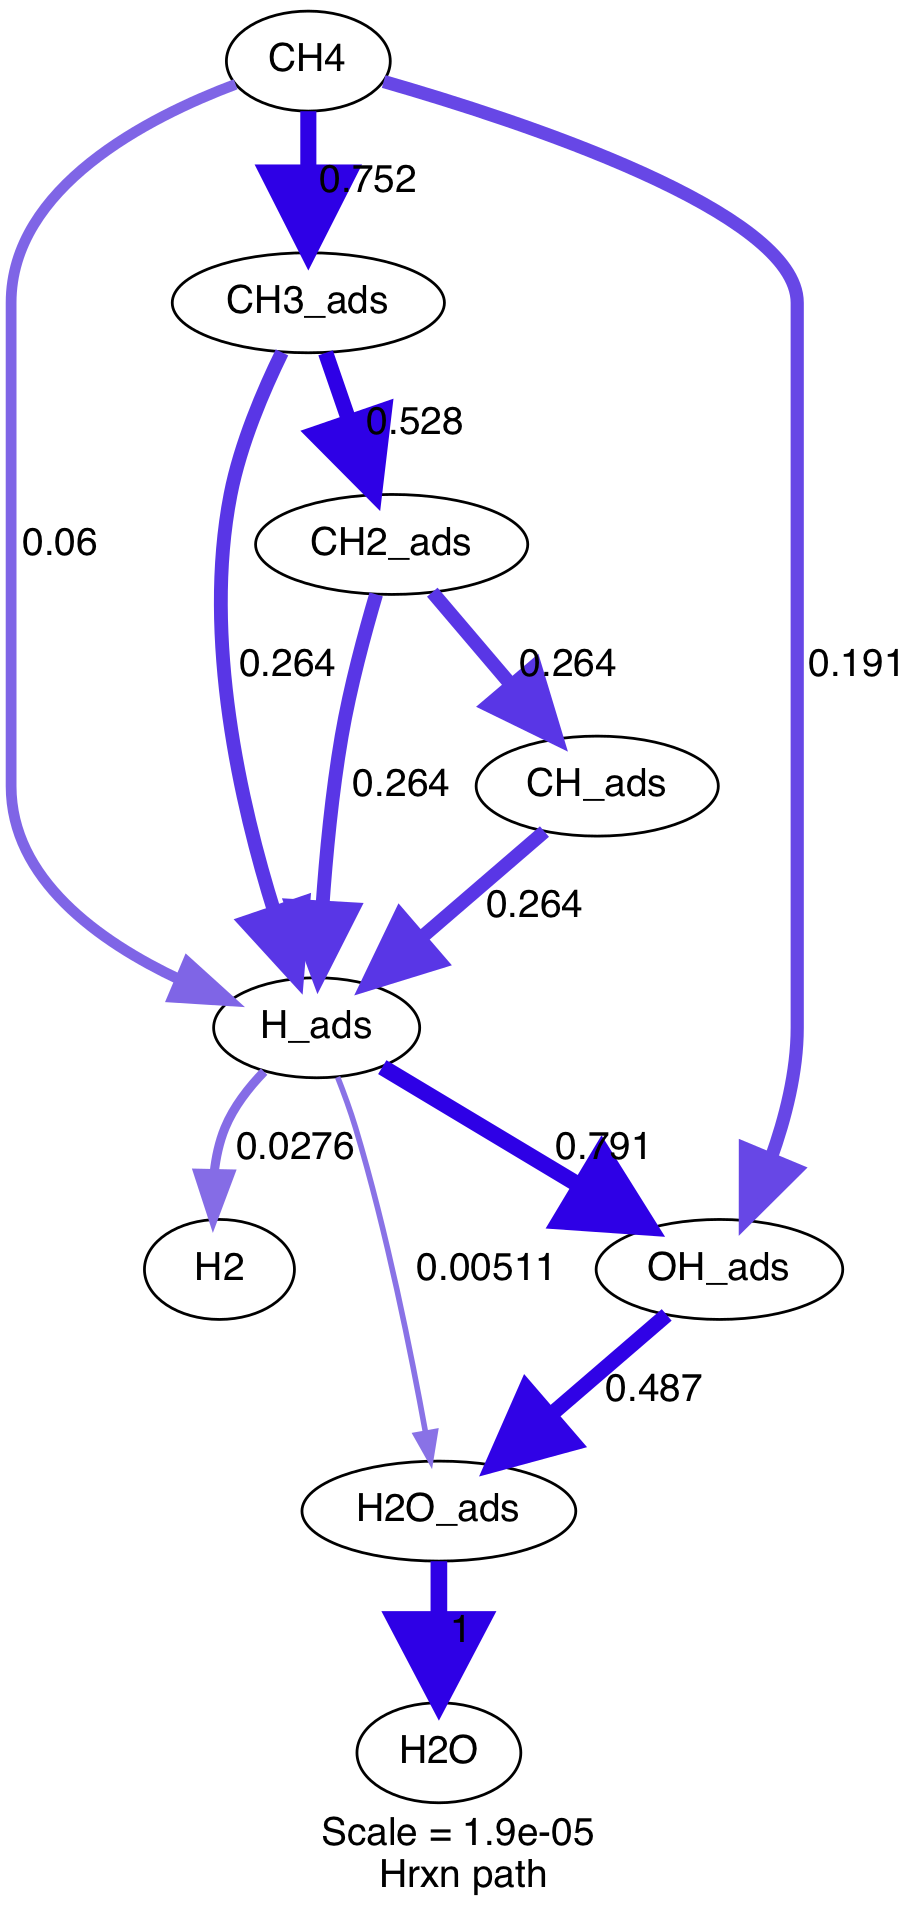 CH4
0.752
CH3_ads
0.528
0.06
CH2_ads
0.264
0.264
0.191
0.264
CH_ads
0.264
H_ads
0.0276
0.791
0.00511
H2
OH_ads
0.487
H2O_ads
1
H2O
Scale = 1.9e-05
Hrxn path